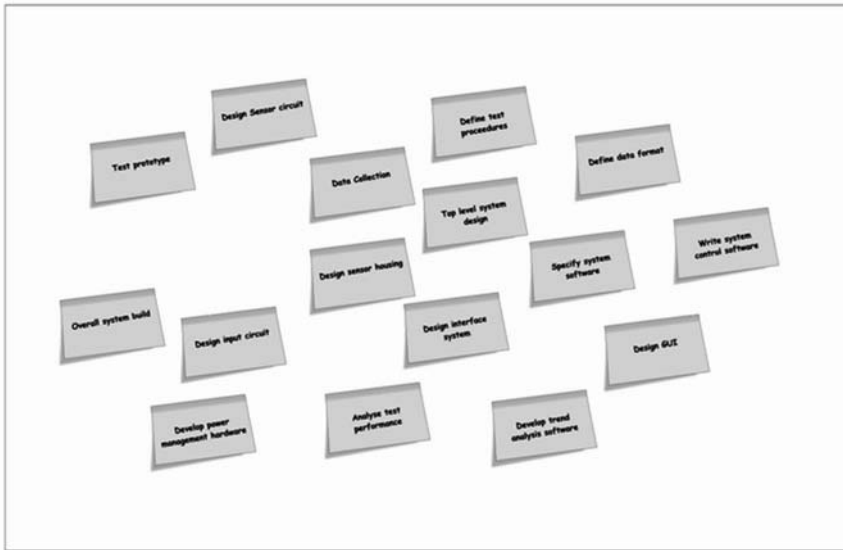 Design Sensor circuit
Define test
proceedures
Test prototype
Define data format
Data Collection
Top level system
design
Write system
control software
Design sensor housing
Specify system
software
Overall system build
Design input circuit
Design interface
system
Design GUI
Develop power
management hardware
Analyse test
performance
Develop trend
analysis software